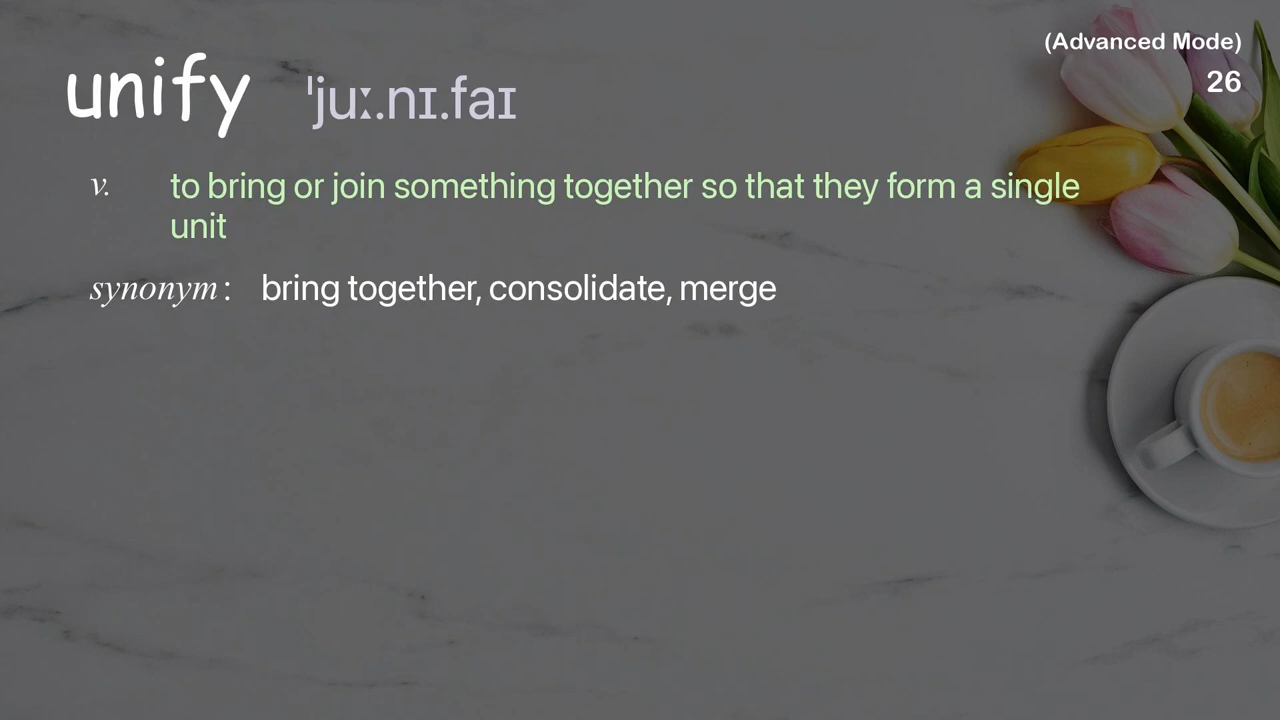 (Advanced Mode)
unify ˈjuː.nɪ.faɪ
26
v. to bring or join something together so that they form a single
unit
synonym: bring together, consolidate, merge